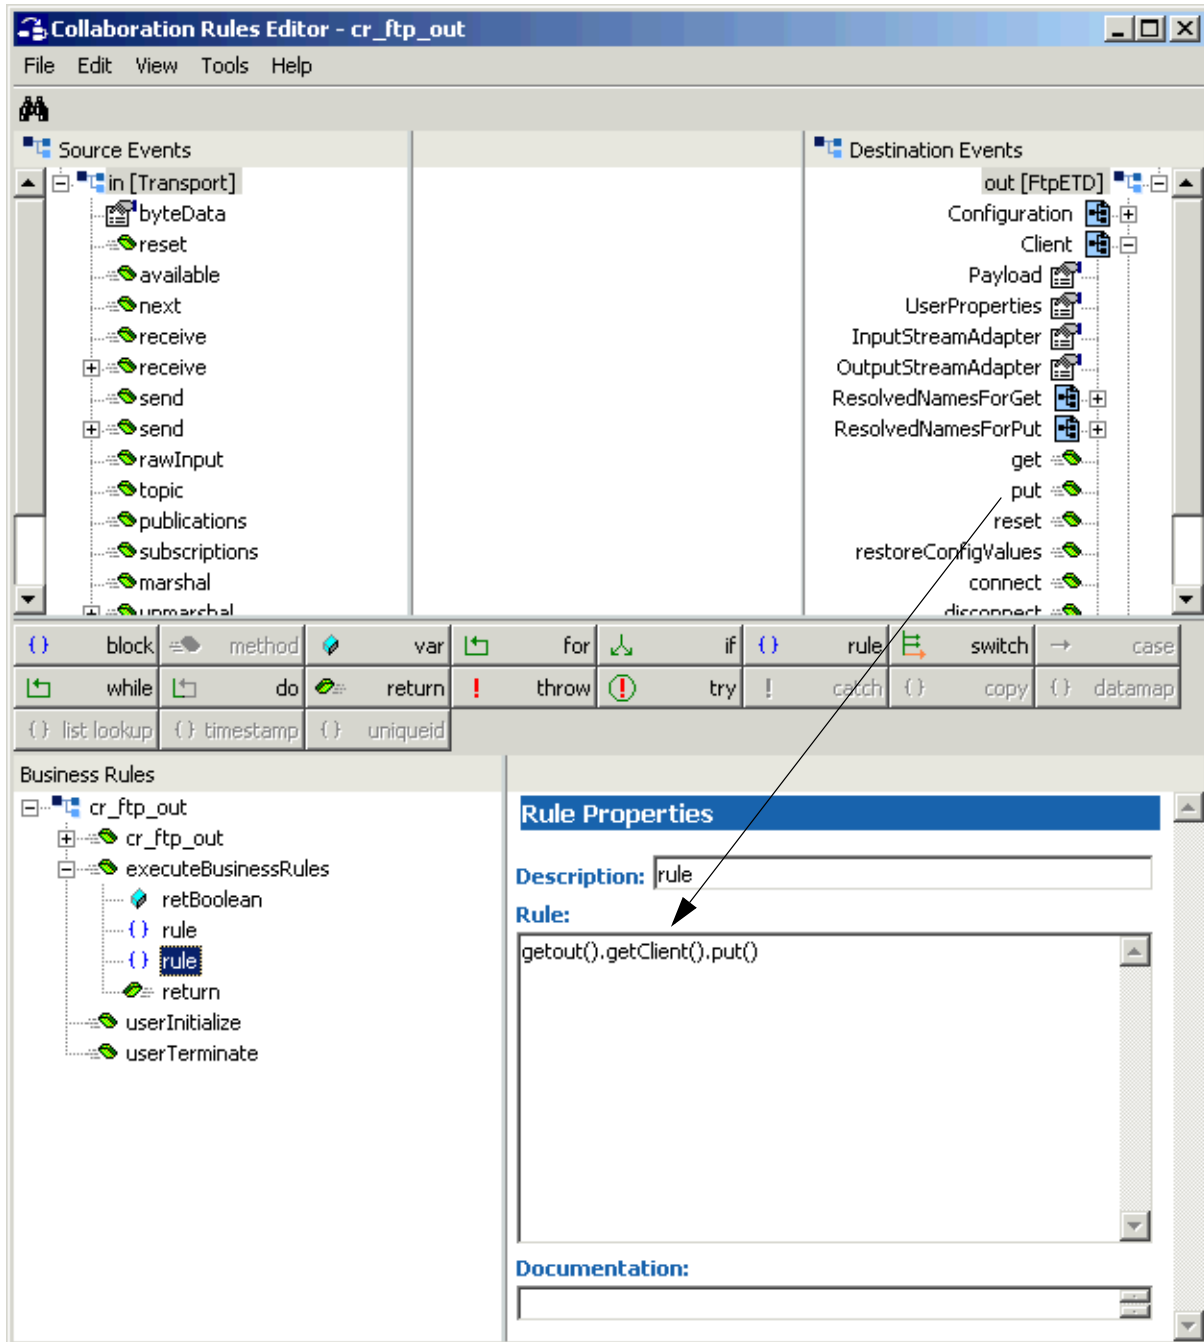 Collaboration Rules Editor - cr_ftp_out
File Edit View Tools Help
Source Events
in [Transport]
byteData
reset
available
next
receive
receive
send
send
rawInput
topic
publications
subscriptions
marshal
unmarshal
Destination Events
out [FtpETD]
Configuration
Client
Payload
UserProperties
InputStreamAdapter
OutputStreamAdapter
ResolvedNamesForGet
ResolvedNamesForPut
get
put
reset
restoreConfigValues
connect
disconnect
block method var for if rule switch case
while do return throw try catch copy datamap
list lookup timestamp uniqueid
Business Rules
cr_ftp_out
cr_ftp_out
executeBusinessRules
retBoolean
rule
rule
return
userInitialize
userTerminate
Rule Properties
Description: rule
Rule:
getout().getClient().put()
Documentation: